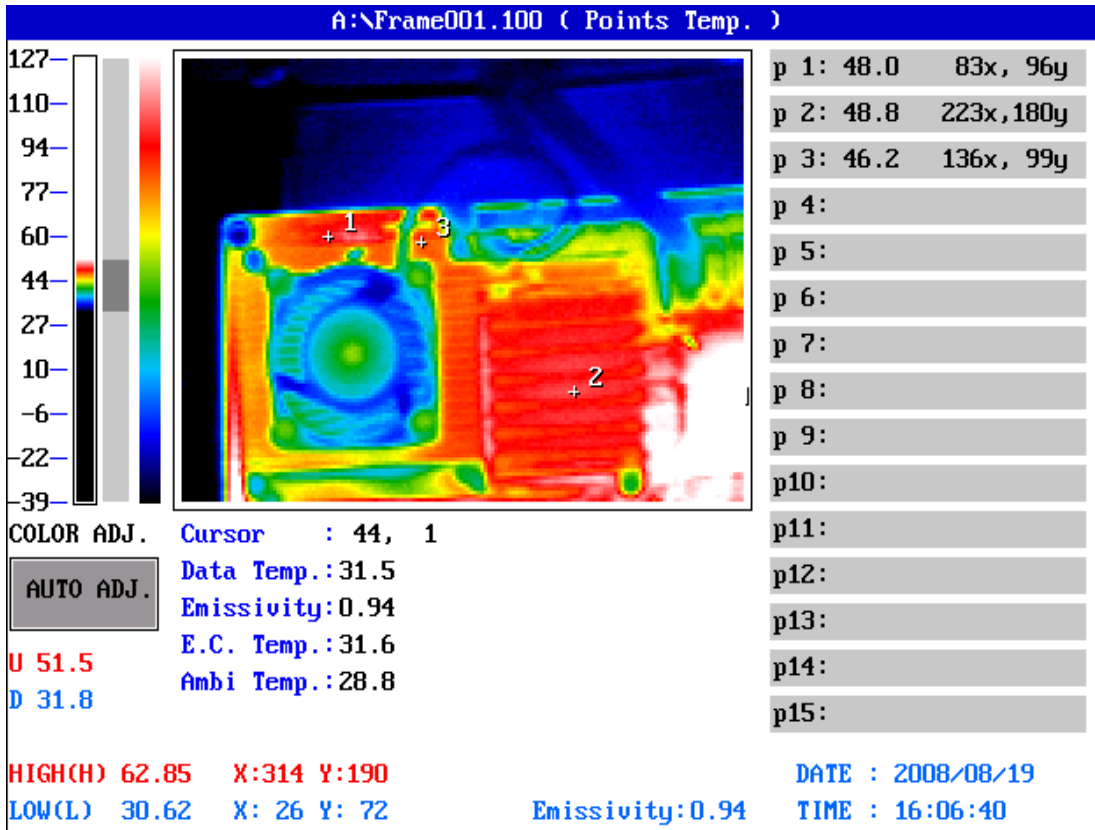 A:\Frame001.100 ( Points Temp. )
127
110
94
77
60
44
27
10
-6
-22
-39
COLOR ADJ.
AUTO ADJ.
U 51.5
D 31.8
1
3
2
Cursor : 44, 1
Data Temp.:31.5
Emissivity:0.94
E.C. Temp.:31.6
Ambi Temp.:28.8
p 1: 48.0 83x, 96y
p 2: 48.8 223x,180y
p 3: 46.2 136x, 99y
p 4:
p 5:
p 6:
p 7:
p 8:
p 9:
p10:
p11:
p12:
p13:
p14:
p15:
HIGH(H) 62.85 X:314 Y:190
LOW(L) 30.62 X: 26 Y: 72
Emissivity:0.94
DATE : 2008/08/19
TIME : 16:06:40